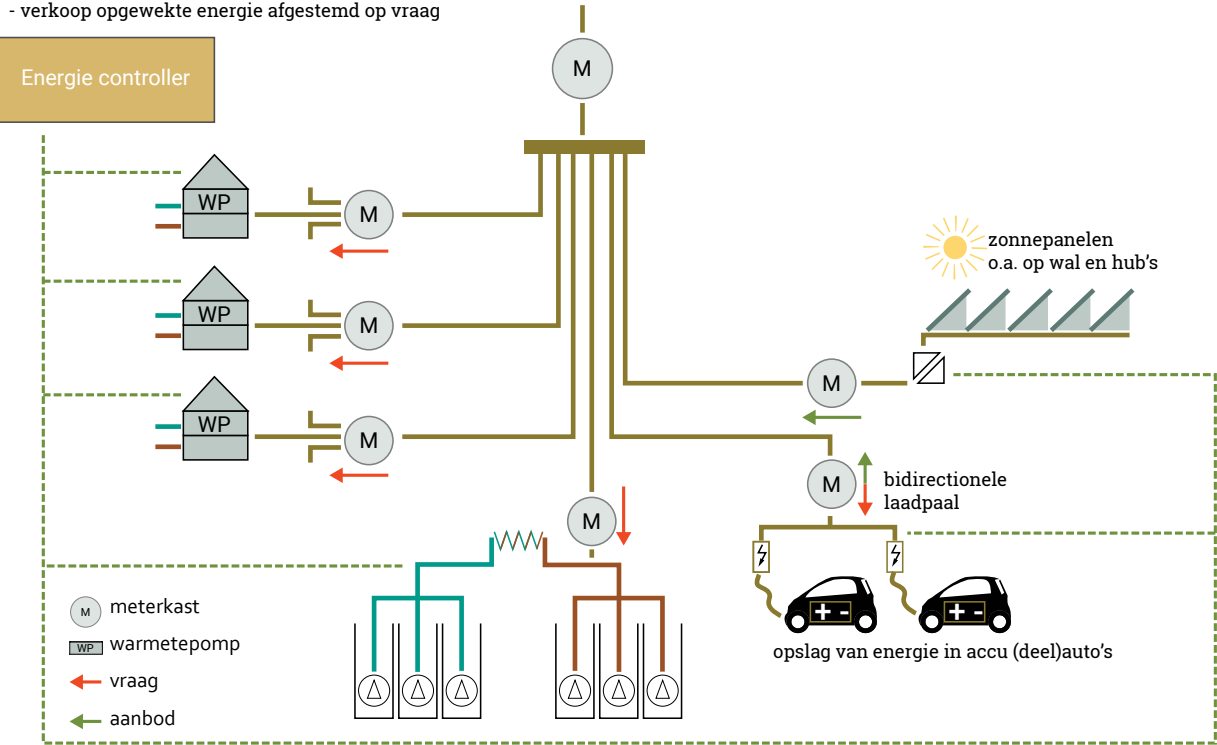 - verkoop opgewekte energie afgestemd op vraag
Energie controller
M
WP
M
WP
M
WP
M
zonnepanelen
o.a. op wal en hub's
M
M
bidirectionele
laadpaal
M
+ -
+ -
opslag van energie in accu (deel)auto's
M meterkast
WP warmetepomp
vraag
aanbod